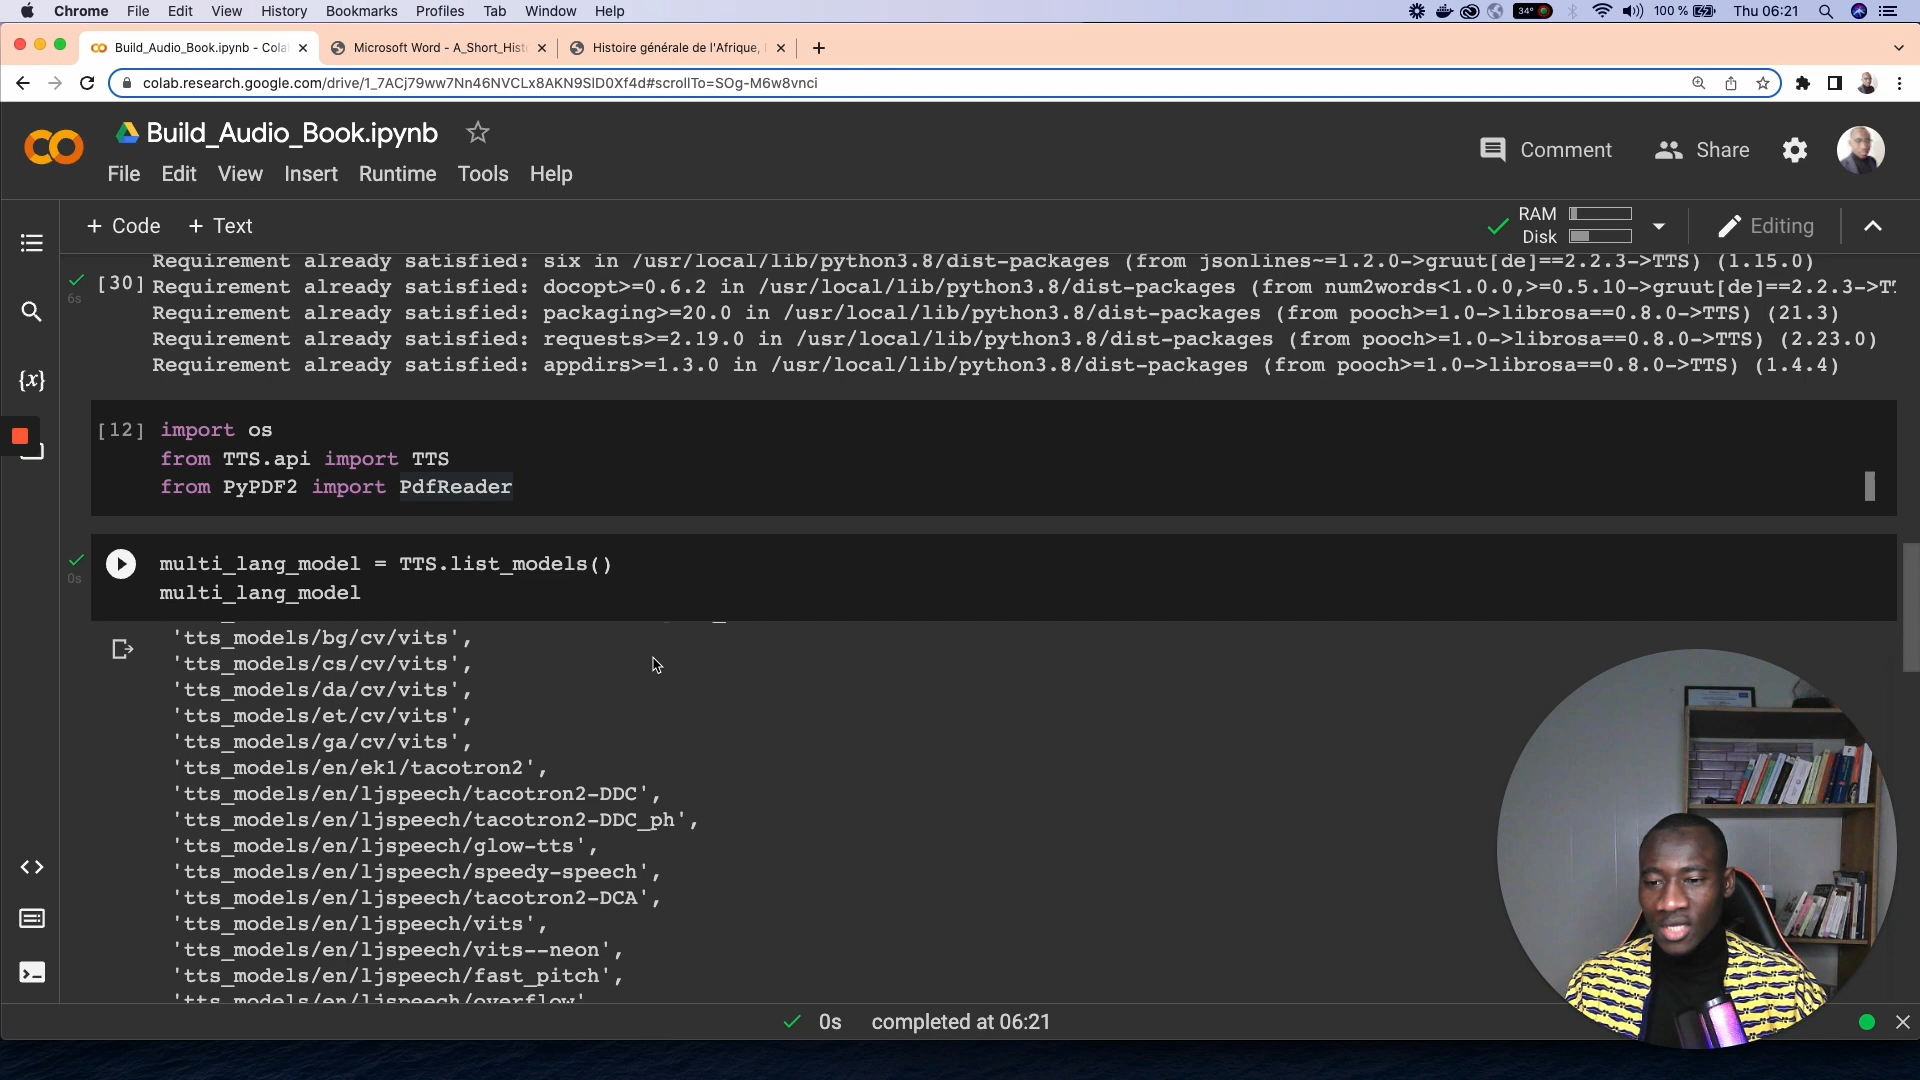 Chrome File Edit View History Bookmarks Profiles Tab Window Help 34° 100 % Thu 06:21
Build_Audio_Book.ipynb - Cola Microsoft Word - A_Short_Hist Histoire générale de l'Afrique,
colab.research.google.com/drive/1_7ACj79ww7Nn46NVCLx8AKN9SlD0Xf4d#scrollTo=SOg-M6w8vnci
Build_Audio_Book.ipynb
Comment Share
File Edit View Insert Runtime Tools Help
+ Code + Text
RAM
Disk
Editing
Requirement already satisfied: six in /usr/local/lib/python3.8/dist-packages (from jsonlines~=1.2.0->gruut[de]==2.2.3->TTS) (1.15.0)
[30] Requirement already satisfied: docopt>=0.6.2 in /usr/local/lib/python3.8/dist-packages (from num2words<1.0.0,>=0.5.10->gruut[de]==2.2.3->TT
6s
Requirement already satisfied: packaging>=20.0 in /usr/local/lib/python3.8/dist-packages (from pooch>=1.0->librosa==0.8.0->TTS) (21.3)
Requirement already satisfied: requests>=2.19.0 in /usr/local/lib/python3.8/dist-packages (from pooch>=1.0->librosa==0.8.0->TTS) (2.23.0)
Requirement already satisfied: appdirs>=1.3.0 in /usr/local/lib/python3.8/dist-packages (from pooch>=1.0->librosa==0.8.0->TTS) (1.4.4)
[12] import os
from TTS.api import TTS
from PyPDF2 import PdfReader
multi_lang_model = TTS.list_models()
0s
multi_lang_model
'tts_models/bg/cv/vits',
'tts_models/cs/cv/vits',
'tts_models/da/cv/vits',
'tts_models/et/cv/vits',
'tts_models/ga/cv/vits',
'tts_models/en/ek1/tacotron2',
'tts_models/en/ljspeech/tacotron2-DDC',
'tts_models/en/ljspeech/tacotron2-DDC_ph',
'tts_models/en/ljspeech/glow-tts',
'tts_models/en/ljspeech/speedy-speech',
'tts_models/en/ljspeech/tacotron2-DCA',
'tts_models/en/ljspeech/vits',
'tts_models/en/ljspeech/vits--neon',
'tts_models/en/ljspeech/fast_pitch',
'tts_models/en/ljspeech/overflow'
0s completed at 06:21